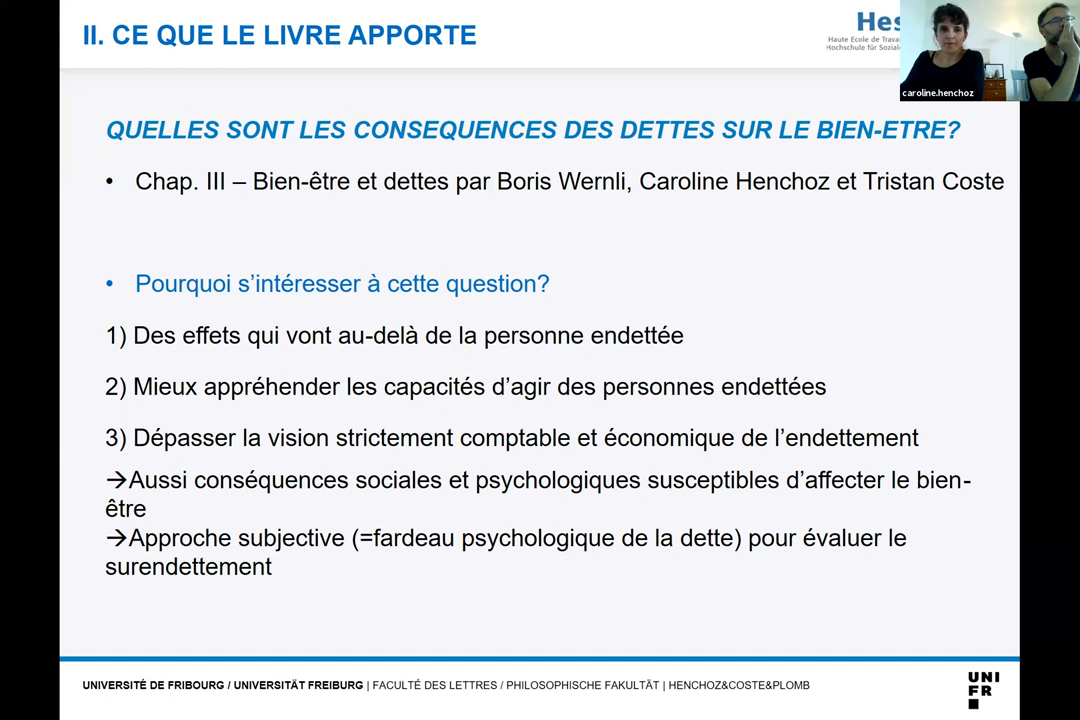 II. CE QUE LE LIVRE APPORTE
Hes
Haute Ecole de Trava
Hochschule für Sozial
caroline.henchoz
QUELLES SONT LES CONSEQUENCES DES DETTES SUR LE BIEN-ETRE?
• Chap. III – Bien-être et dettes par Boris Wernli, Caroline Henchoz et Tristan Coste
• Pourquoi s’intéresser à cette question?
1) Des effets qui vont au-delà de la personne endettée
2) Mieux appréhender les capacités d’agir des personnes endettées
3) Dépasser la vision strictement comptable et économique de l’endettement
→Aussi conséquences sociales et psychologiques susceptibles d’affecter le bien-
être
→Approche subjective (=fardeau psychologique de la dette) pour évaluer le
surendettement
UNIVERSITÉ DE FRIBOURG / UNIVERSITÄT FREIBURG | FACULTÉ DES LETTRES / PHILOSOPHISCHE FAKULTÄT | HENCHOZ&COSTE&PLOMB
UNI
FR